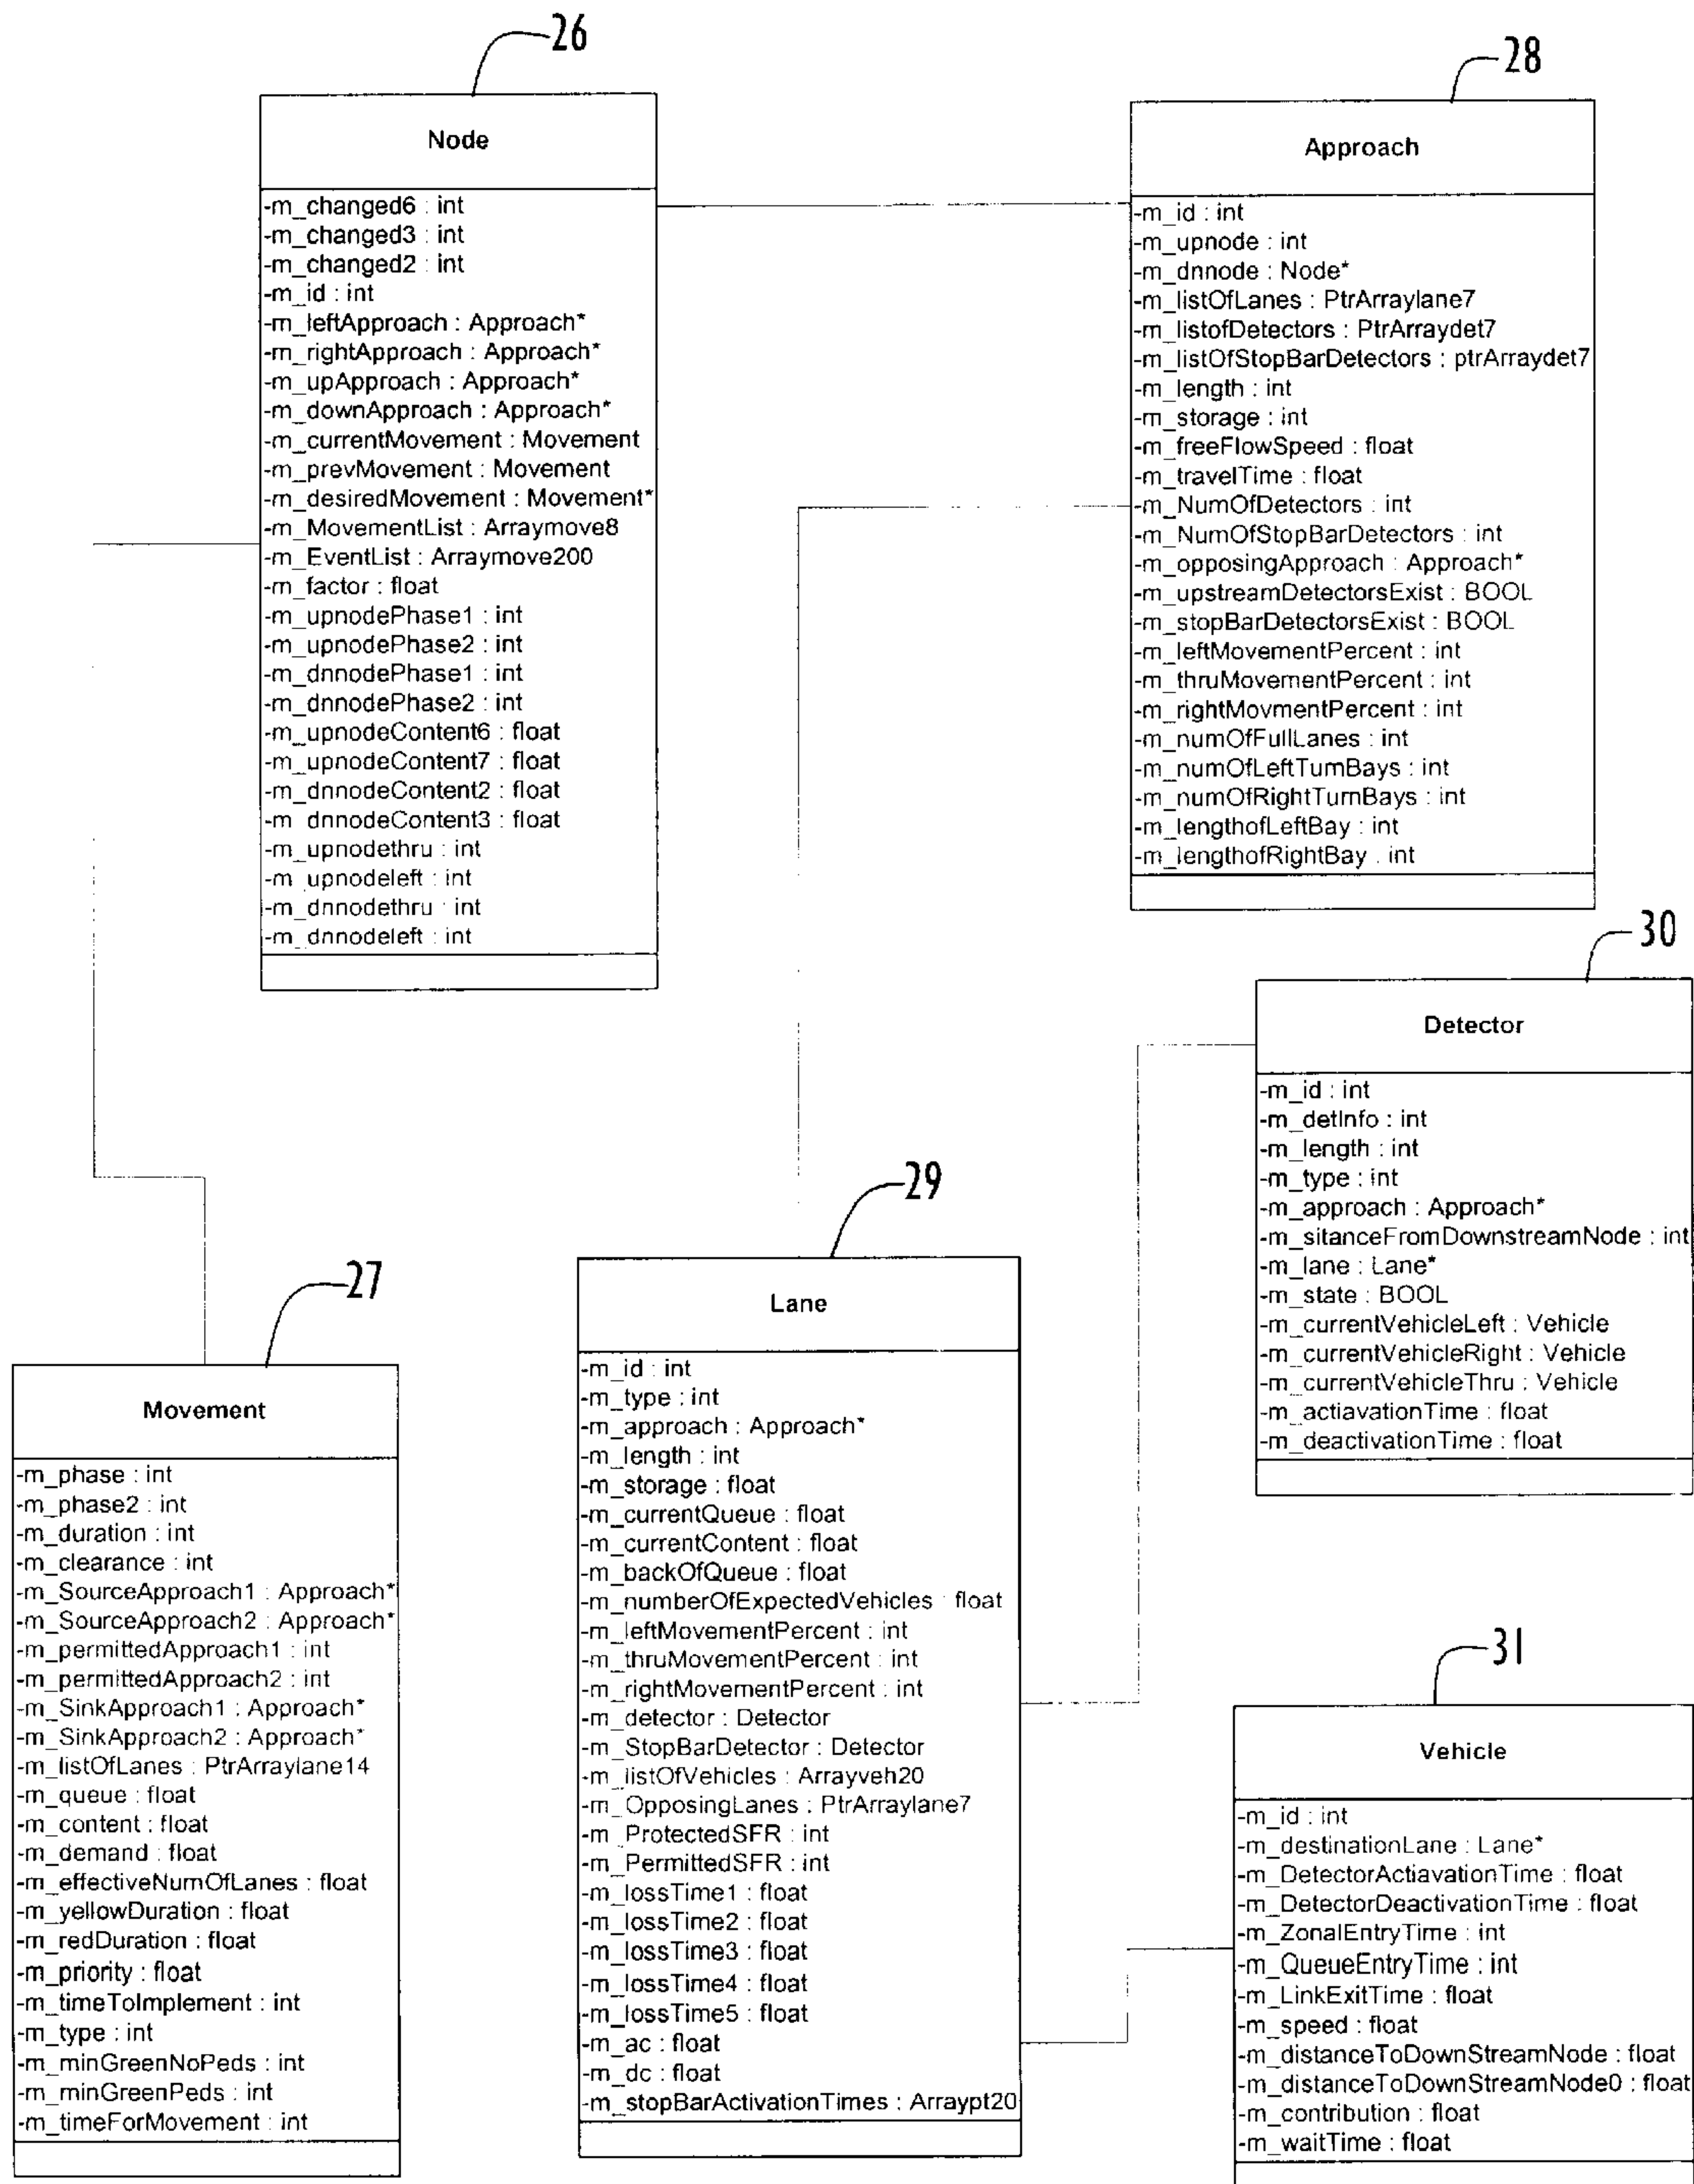 26
Node
-m_changed6 : int
-m_changed3 : int
-m_changed2 : int
-m_id : int
-m_leftApproach : Approach*
-m_rightApproach : Approach*
-m_upApproach : Approach*
-m_downApproach : Approach*
-m_currentMovement : Movement
-m_prevMovement : Movement
-m_desiredMovement : Movement*
-m_MovementList : Arraymove8
-m_EventList : Arraymove200
-m_factor : float
-m_upnodePhase1 : int
-m_upnodePhase2 : int
-m_dnnodePhase1 : int
-m_dnnodePhase2 : int
-m_upnodeContent6 : float
-m_upnodeContent7 : float
-m_dnnodeContent2 : float
-m_dnnodeContent3 : float
-m_upnodethru : int
-m_upnodeleft : int
-m_dnnodethru : int
-m_dnnodeleft : int
28
Approach
-m_id : int
-m_upnode : int
-m_dnnode : Node*
-m_listOfLanes : PtrArraylane7
-m_listofDetectors : PtrArraydet7
-m_listOfStopBarDetectors : ptrArraydet7
-m_length : int
-m_storage : int
-m_freeFlowSpeed : float
-m_travelTime : float
-m_NumOfDetectors : int
-m_NumOfStopBarDetectors : int
-m_opposingApproach : Approach*
-m_upstreamDetectorsExist : BOOL
-m_stopBarDetectorsExist : BOOL
-m_leftMovementPercent : int
-m_thruMovementPercent : int
-m_rightMovmentPercent : int
-m_numOfFullLanes : int
-m_numOfLeftTurnBays : int
-m_numOfRightTurnBays : int
-m_lengthofLeftBay : int
-m_lengthofRightBay : int
30
Detector
-m_id : int
-m_detInfo : int
-m_length : int
-m_type : int
-m_approach : Approach*
-m_sitanceFromDownstreamNode : int
-m_lane : Lane*
-m_state : BOOL
-m_currentVehicleLeft : Vehicle
-m_currentVehicleRight : Vehicle
-m_currentVehicleThru : Vehicle
-m_actiavationTime : float
-m_deactivationTime : float
27
Movement
-m_phase : int
-m_phase2 : int
-m_duration : int
-m_clearance : int
-m_SourceApproach1 : Approach*
-m_SourceApproach2 : Approach*
-m_permittedApproach1 : int
-m_permittedApproach2 : int
-m_SinkApproach1 : Approach*
-m_SinkApproach2 : Approach*
-m_listOfLanes : PtrArraylane14
-m_queue : float
-m_content : float
-m_demand : float
-m_effectiveNumOfLanes : float
-m_yellowDuration : float
-m_redDuration : float
-m_priority : float
-m_timeToImplement : int
-m_type : int
-m_minGreenNoPeds : int
-m_minGreenPeds : int
-m_timeForMovement : int
29
Lane
-m_id : int
-m_type : int
-m_approach : Approach*
-m_length : int
-m_storage : float
-m_currentQueue : float
-m_currentContent : float
-m_backOfQueue : float
-m_numberOfExpectedVehicles : float
-m_leftMovementPercent : int
-m_thruMovementPercent : int
-m_rightMovementPercent : int
-m_detector : Detector
-m_StopBarDetector : Detector
-m_listOfVehicles : Arrayveh20
-m_OpposingLanes : PtrArraylane7
-m_ProtectedSFR : int
-m_PermittedSFR : int
-m_lossTime1 : float
-m_lossTime2 : float
-m_lossTime3 : float
-m_lossTime4 : float
-m_lossTime5 : float
-m_ac : float
-m_dc : float
-m_stopBarActivationTimes : Arraypt20
31
Vehicle
-m_id : int
-m_destinationLane : Lane*
-m_DetectorActiavationTime : float
-m_DetectorDeactivationTime : float
-m_ZonalEntryTime : int
-m_QueueEntryTime : int
-m_LinkExitTime : float
-m_speed : float
-m_distanceToDownStreamNode : float
-m_distanceToDownStreamNode0 : float
-m_contribution : float
-m_waitTime : float